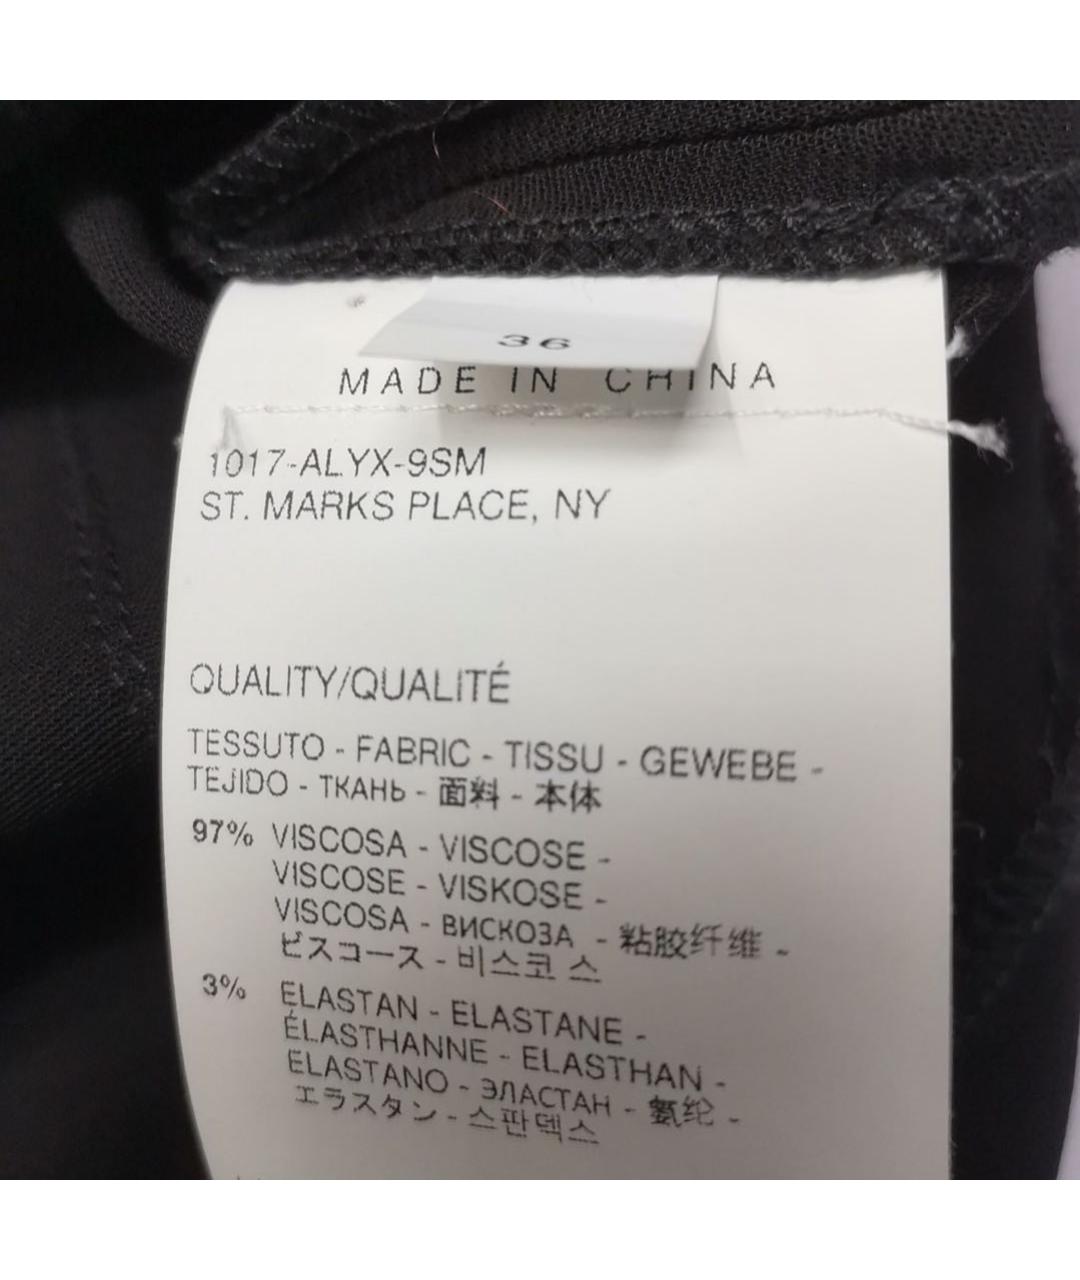 36
MADE IN CHINA
1017-ALYX-9SM
ST. MARKS PLACE, NY
QUALITY/QUALITÉ
TESSUTO - FABRIC - TISSU - GEWEBE -
TEJIDO - ТКАНЬ - 面料 - 本体
97% VISCOSA - VISCOSE -
VISCOSE - VISKOSE -
VISCOSA - ВИСКОЗА - 粘胶纤维 -
ビスコース - 비스코 스
3% ELASTAN - ELASTANE -
ÉLASTHANNE - ELASTHAN -
ELASTANO - ЭЛАСТАН - 氨纶 -
エラスタン - 스판덱스